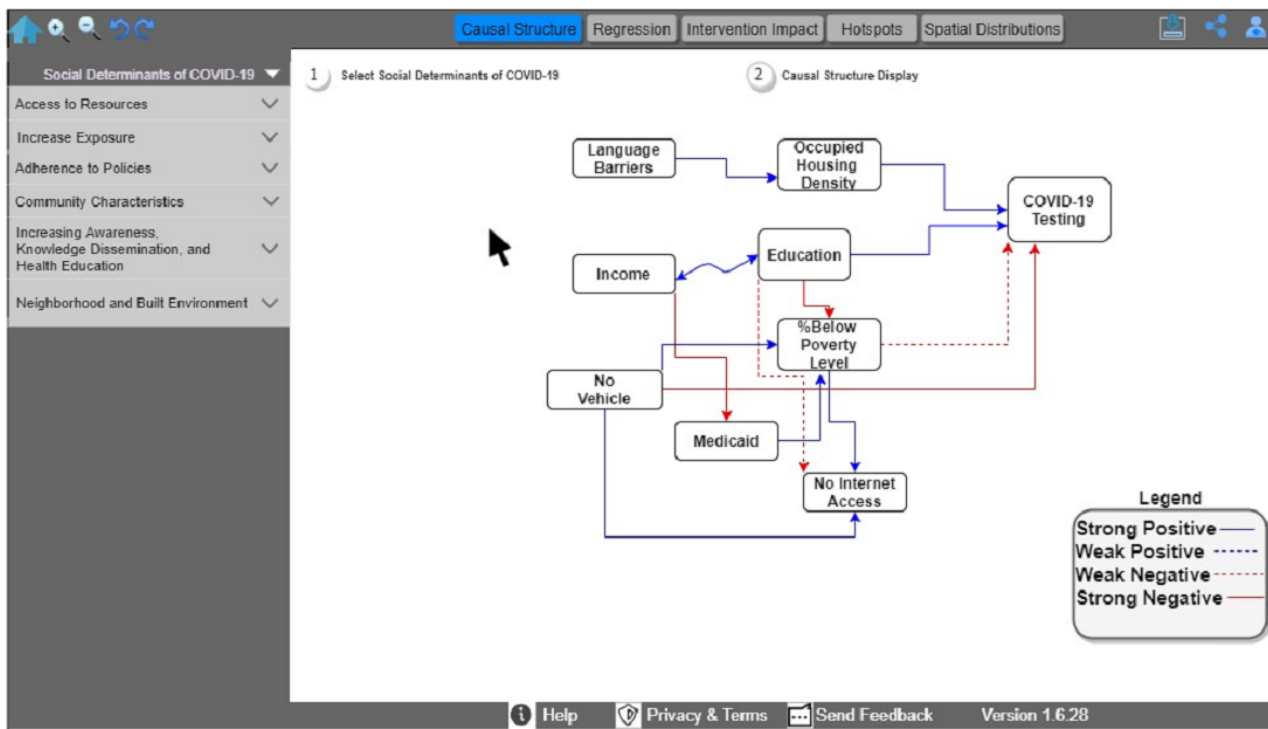 Causal Structure
Regression
Intervention Impact
Hotspots
Spatial Distributions
Social Determinants of COVID-19
Access to Resources
Increase Exposure
Adherence to Policies
Community Characteristics
Increasing Awareness,
Knowledge Dissemination, and
Health Education
Neighborhood and Built Environment
1
Select Social Determinants of COVID-19
2
Causal Structure Display
Language
Barriers
Occupied
Housing
Density
COVID-19
Testing
Income
Education
%Below
Poverty
Level
No
Vehicle
Medicaid
No Internet
Access
Legend
Strong Positive
Weak Positive
Weak Negative
Strong Negative
Help
Privacy & Terms
Send Feedback
Version 1.6.28